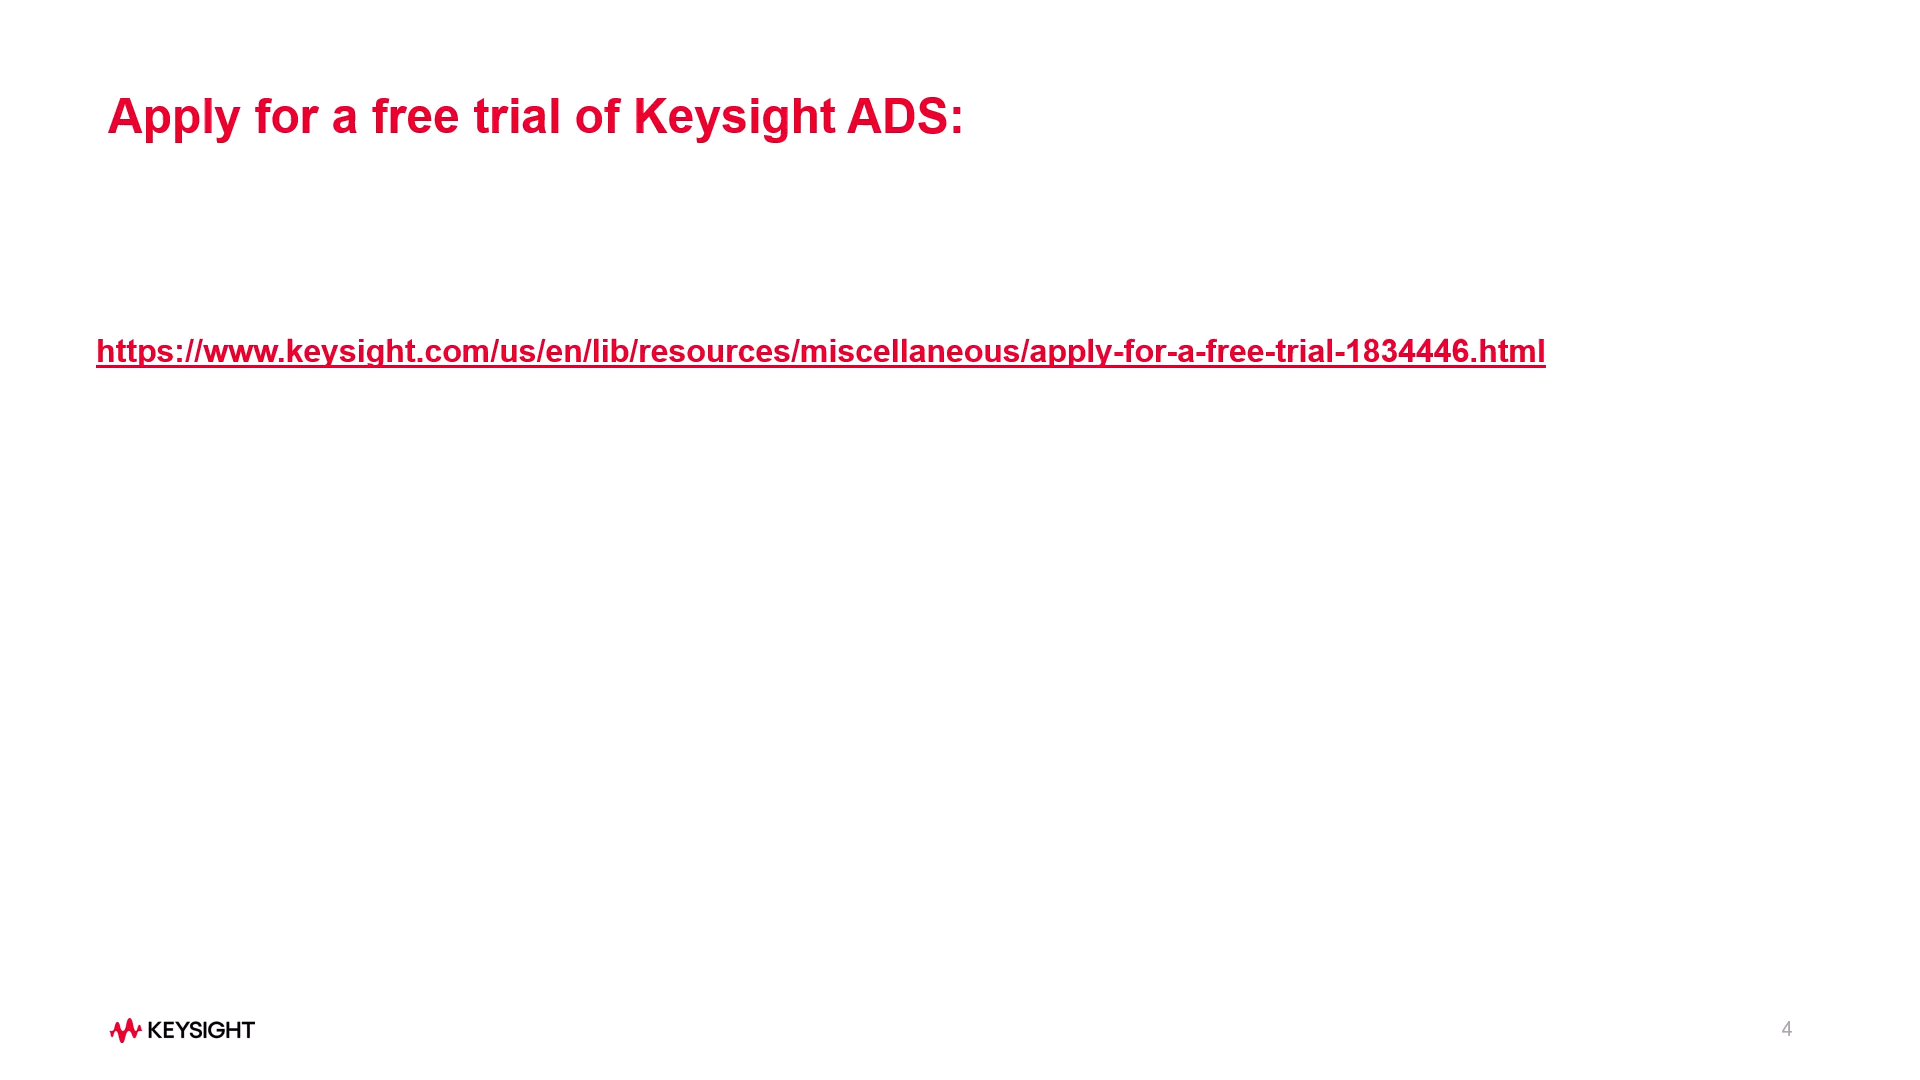 Apply for a free trial of Keysight ADS:
https://www.keysight.com/us/en/lib/resources/miscellaneous/apply-for-a-free-trial-1834446.html
KEYSIGHT
4